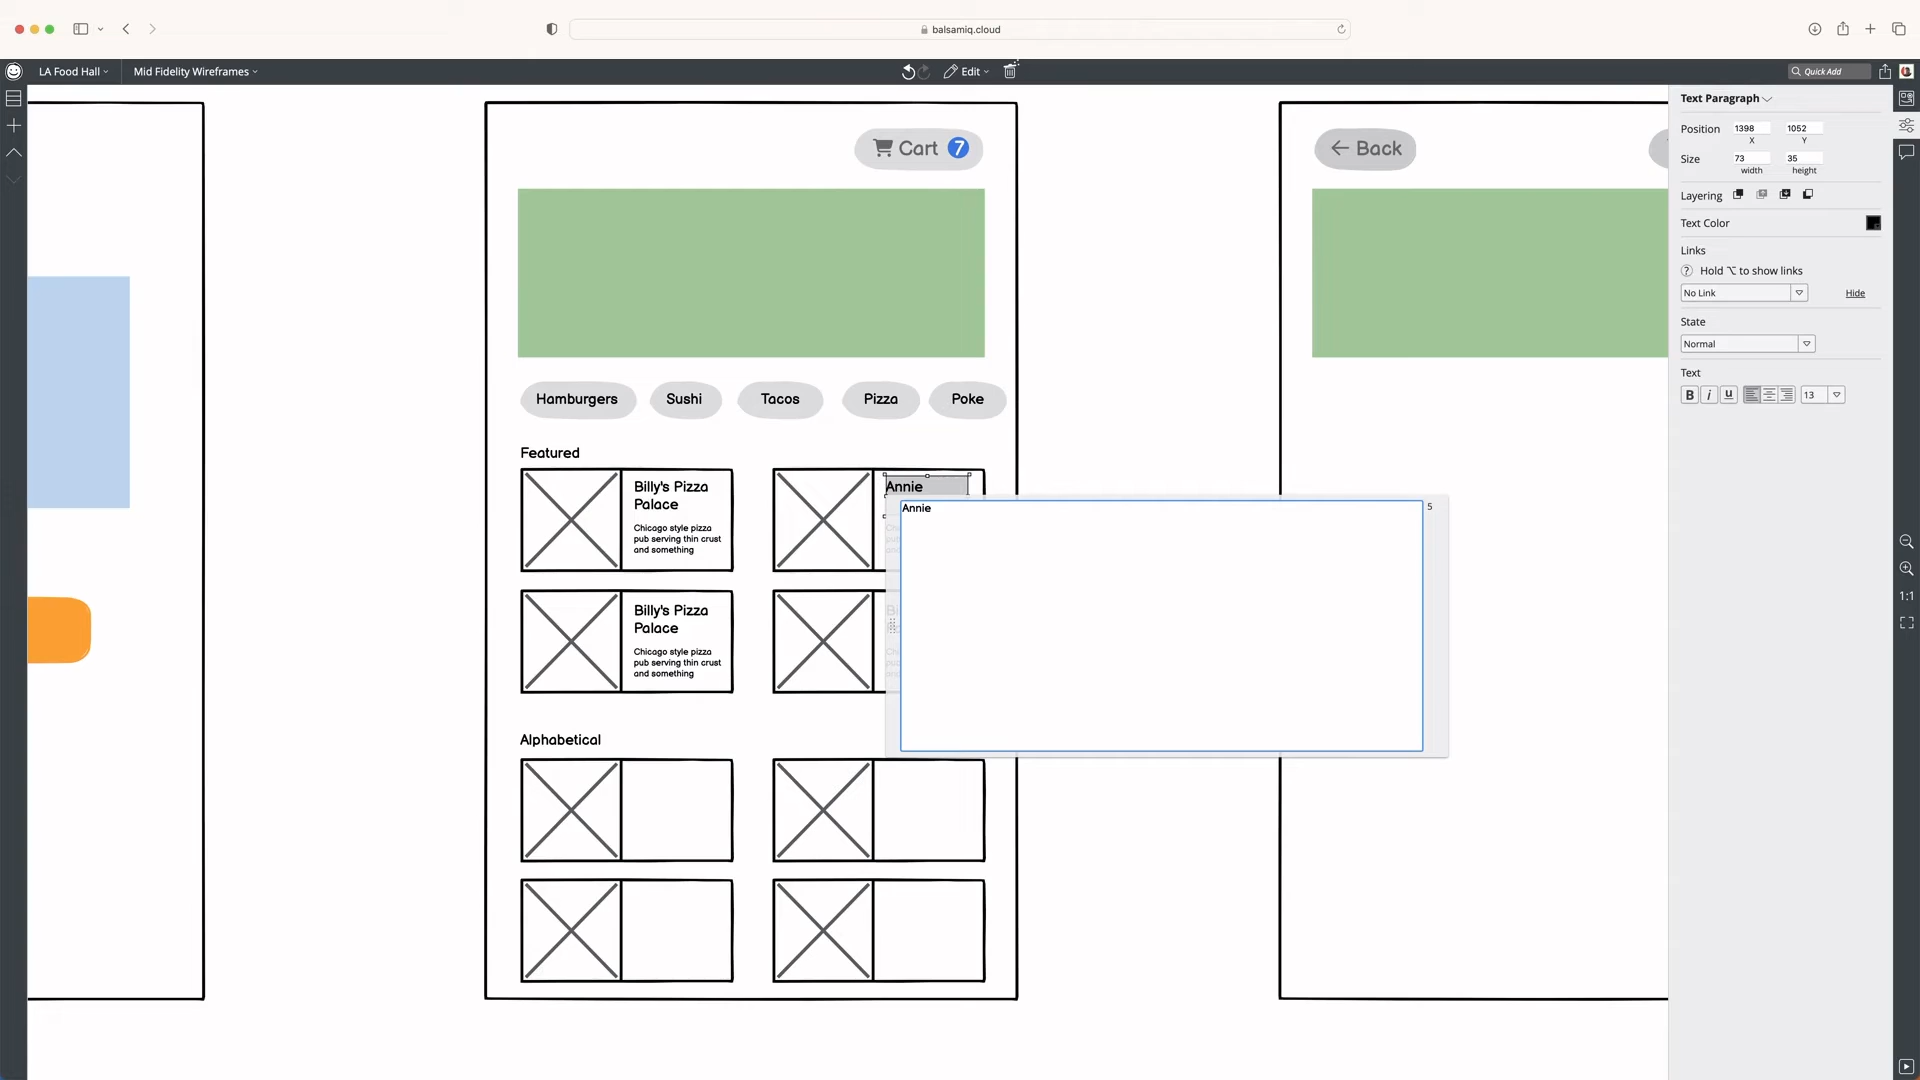 balsamiq.cloud
LA Food Hall
Mid Fidelity Wireframes
Edit
Quick Add
Cart 7
Back
Hamburgers
Sushi
Tacos
Pizza
Poke
Featured
Billy's Pizza
Palace
Chicago style pizza
pub serving thin crust
and something
Annie
Annie
5
Billy's Pizza
Palace
Chicago style pizza
pub serving thin crust
and something
Alphabetical
Text Paragraph
Position
1398
1052
X
Y
Size
73
35
width
height
Layering
Text Color
Links
? Hold ⌥ to show links
No Link
Hide
State
Normal
Text
B
i
U
13
1:1